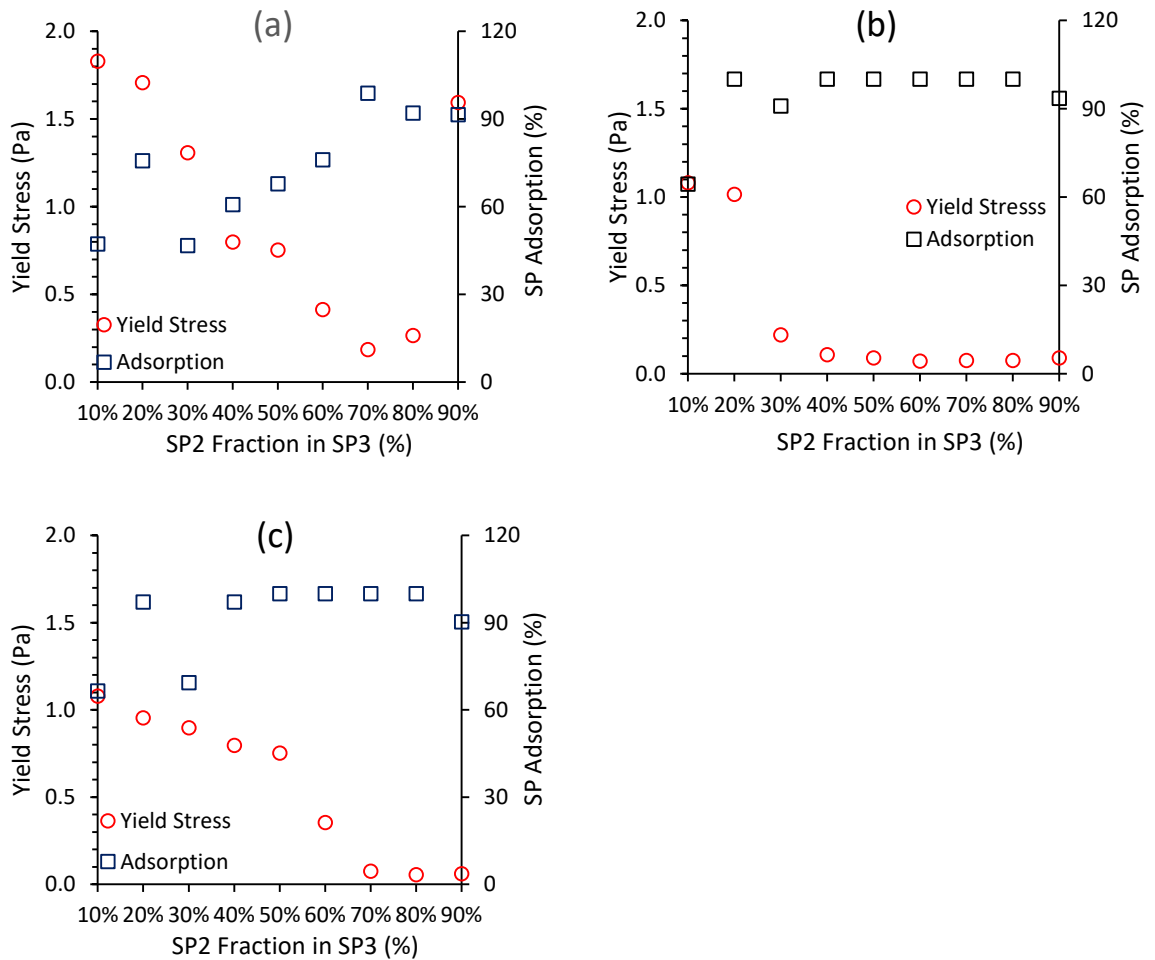 (a)
2.0
1.5
1.0
0.5
0.0
Yield Stress (Pa)
120
90
60
30
0
SP Adsorption (%)
Yield Stress
Adsorption
10% 20% 30% 40% 50% 60% 70% 80% 90%
SP2 Fraction in SP3 (%)
(b)
2.0
1.5
1.0
0.5
0.0
Yield Stress (Pa)
120
90
60
30
0
SP Adsorption (%)
Yield Stresss
Adsorption
10% 20% 30% 40% 50% 60% 70% 80% 90%
SP2 Fraction in SP3 (%)
(c)
2.0
1.5
1.0
0.5
0.0
Yield Stress (Pa)
120
90
60
30
0
SP Adsorption (%)
Yield Stress
Adsorption
10% 20% 30% 40% 50% 60% 70% 80% 90%
SP2 Fraction in SP3 (%)